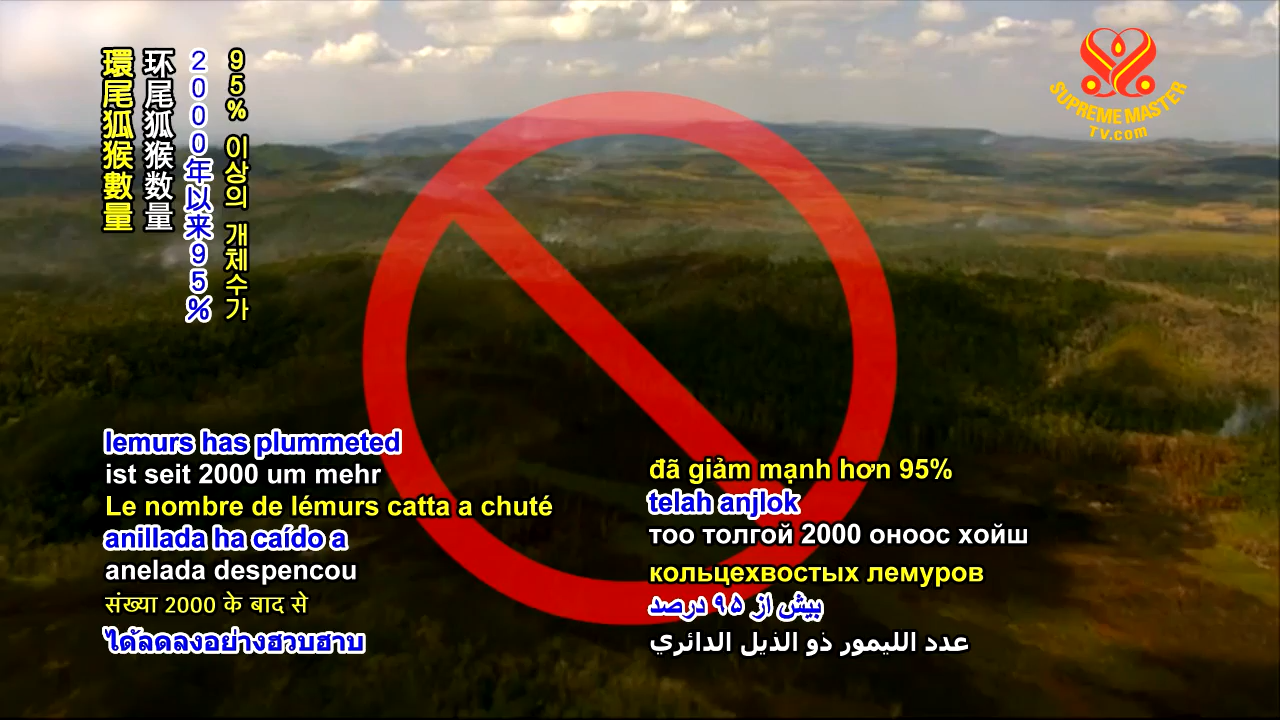 環尾狐猴數量
环尾狐猴数量
2000年以来95%
95% 이상의 개체수가
SUPREME MASTER
TV.com
lemurs has plummeted
ist seit 2000 um mehr
Le nombre de lémurs catta a chuté
anillada ha caído a
anelada despencou
संख्या 2000 के बाद से
ได้ลดลงอย่างฮวบฮาบ
đã giảm mạnh hơn 95%
telah anjlok
тоо толгой 2000 оноос хойш
кольцехвостых лемуров
بیش از ۹۵ درصد
عدد الليمور ذو الذيل الدائري